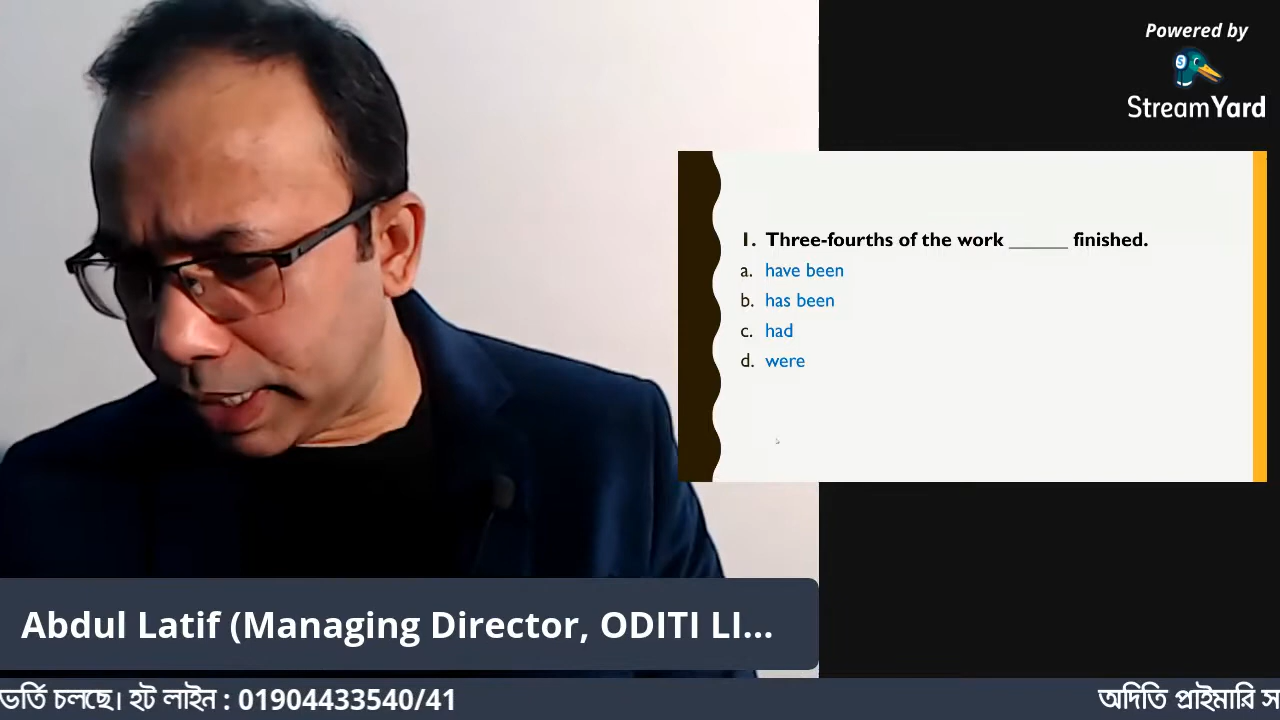 Powered by
StreamYard
1. Three-fourths of the work ______ finished.
a. have been
b. has been
c. had
d. were
Abdul Latif (Managing Director, ODITI LI...
ভর্তি চলছে। হট লাইন : 01904433540/41
অদিতি প্রাইমারি স